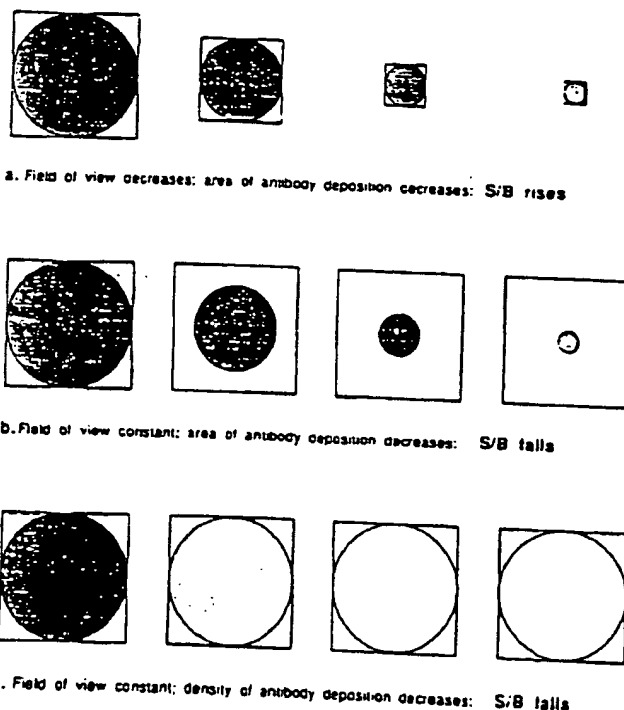 a. Field of view decreases; area of antibody deposition decreases: S/B rises
b. Field of view constant; area of antibody deposition decreases: S/B falls
. Field of view constant; density of antibody deposition decreases: S/B falls